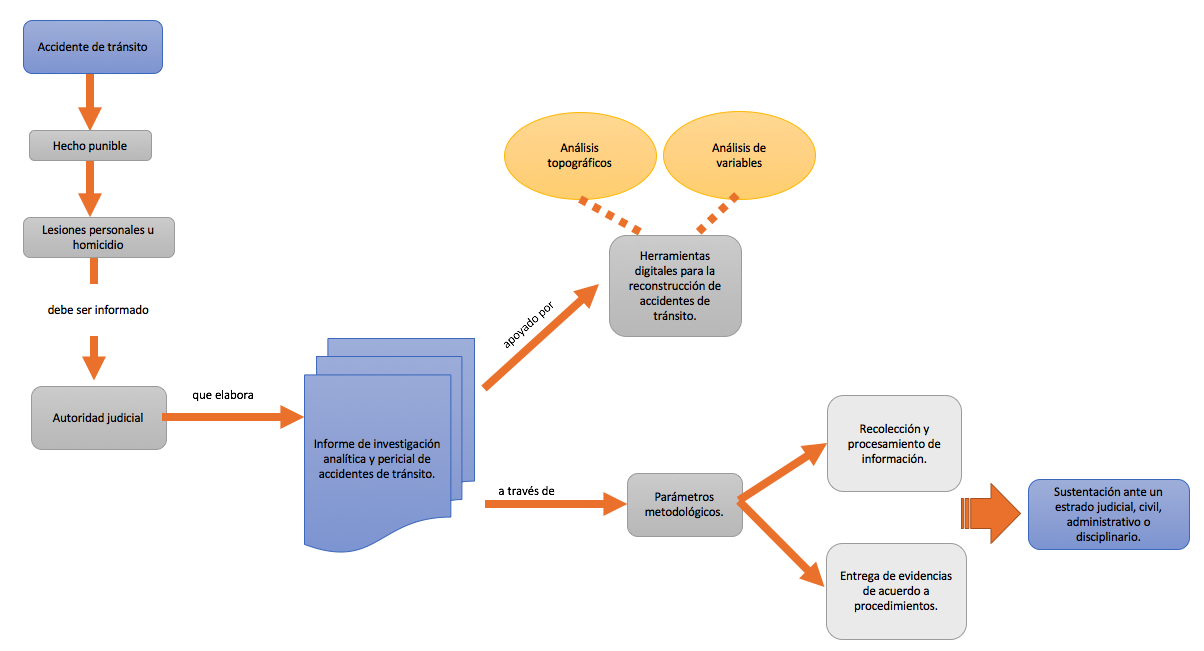 Accidente de tránsito
Hecho punible
Lesiones personales u
homicidio
debe ser informado
Autoridad judicial
que elabora
Informe de investigación
analítica y pericial de
accidentes de tránsito.
apoyado por
Análisis
topográficos
Análisis de
variables
Herramientas
digitales para la
reconstrucción de
accidentes de
tránsito.
a través de
Parámetros
metodológicos.
Recolección y
procesamiento de
información.
Entrega de evidencias
de acuerdo a
procedimientos.
Sustentación ante un
estrado judicial, civil,
administrativo o
disciplinario.